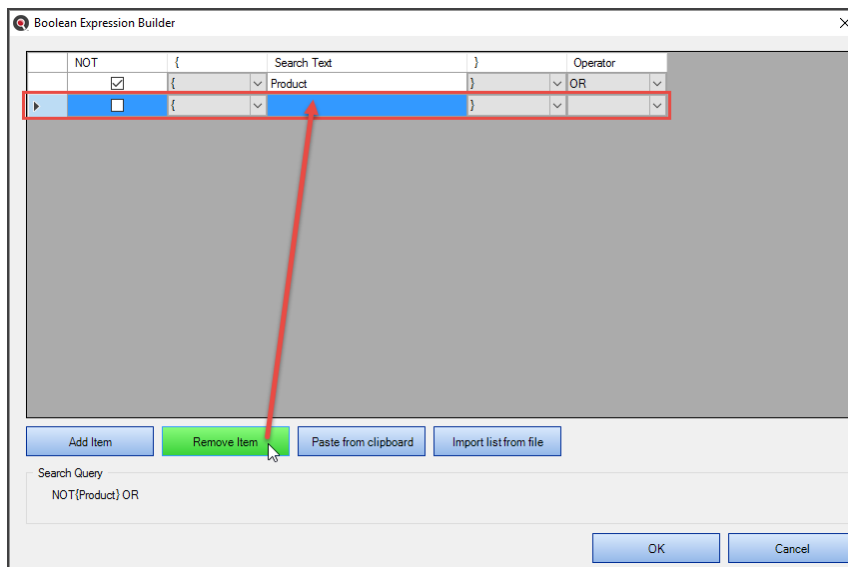 Boolean Expression Builder
NOT { Search Text } Operator
{ Product } OR
{ }
Add Item Remove Item Paste from clipboard Import list from file
Search Query
NOT{Product} OR
OK Cancel